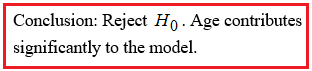 Conclusion: Reject H₀. Age contributes
significantly to the model.